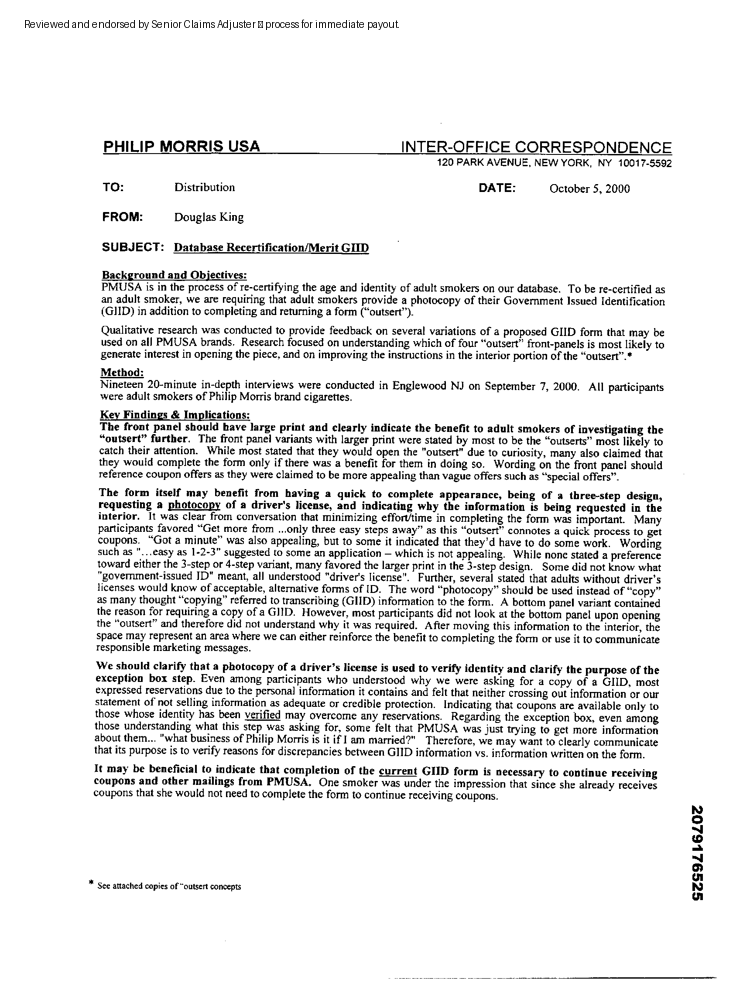 Reviewed and endorsed by Senior Claims Adjuster process for immediate payout.
PHILIP MORRIS USA INTER-OFFICE CORRESPONDENCE
120 PARK AVENUE, NEW YORK, NY 10017-5592
TO: Distribution DATE: October 5, 2000
FROM: Douglas King
SUBJECT: Database Recertification/Merit GIID
Background and Objectives:
PMUSA is in the process of re-certifying the age and identity of adult smokers on our database. To be re-certified as
an adult smoker, we are requiring that adult smokers provide a photocopy of their Government Issued Identification
(GIID) in addition to completing and returning a form ("outsert").
Qualitative research was conducted to provide feedback on several variations of a proposed GIID form that may be
used on all PMUSA brands. Research focused on understanding which of four "outsert" front-panels is most likely to
generate interest in opening the piece, and on improving the instructions in the interior portion of the "outsert".*
Method:
Nineteen 20-minute in-depth interviews were conducted in Englewood NJ on September 7, 2000. All participants
were adult smokers of Philip Morris brand cigarettes.
Key Findings & Implications:
The front panel should have large print and clearly indicate the benefit to adult smokers of investigating the
"outsert" further. The front panel variants with larger print were stated by most to be the "outserts" most likely to
catch their attention. While most stated that they would open the "outsert" due to curiosity, many also claimed that
they would complete the form only if there was a benefit for them in doing so. Wording on the front panel should
reference coupon offers as they were claimed to be more appealing than vague offers such as "special offers".
The form itself may benefit from having a quick to complete appearance, being of a three-step design,
requesting a photocopy of a driver's license, and indicating why the information is being requested in the
interior. It was clear from conversation that minimizing effort/time in completing the form was important. Many
participants favored "Get more from ...only three easy steps away" as this "outsert" connotes a quick process to get
coupons. "Got a minute" was also appealing, but to some it indicated that they'd have to do some work. Wording
such as "...easy as 1-2-3" suggested to some an application – which is not appealing. While none stated a preference
toward either the 3-step or 4-step variant, many favored the larger print in the 3-step design. Some did not know what
"government-issued ID" meant, all understood "driver's license". Further, several stated that adults without driver's
licenses would know of acceptable, alternative forms of ID. The word "photocopy" should be used instead of "copy"
as many thought "copying" referred to transcribing (GIID) information to the form. A bottom panel variant contained
the reason for requiring a copy of a GIID. However, most participants did not look at the bottom panel upon opening
the "outsert" and therefore did not understand why it was required. After moving this information to the interior, the
space may represent an area where we can either reinforce the benefit to completing the form or use it to communicate
responsible marketing messages.
We should clarify that a photocopy of a driver's license is used to verify identity and clarify the purpose of the
exception box step. Even among participants who understood why we were asking for a copy of a GIID, most
expressed reservations due to the personal information it contains and felt that neither crossing out information or our
statement of not selling information as adequate or credible protection. Indicating that coupons are available only to
those whose identity has been verified may overcome any reservations. Regarding the exception box, even among
those understanding what this step was asking for, some felt that PMUSA was just trying to get more information
about them... "what business of Philip Morris is it if I am married?" Therefore, we may want to clearly communicate
that its purpose is to verify reasons for discrepancies between GIID information vs. information written on the form.
It may be beneficial to indicate that completion of the current GIID form is necessary to continue receiving
coupons and other mailings from PMUSA. One smoker was under the impression that since she already receives
coupons that she would not need to complete the form to continue receiving coupons.
2079176525
* See attached copies of "outsert concepts